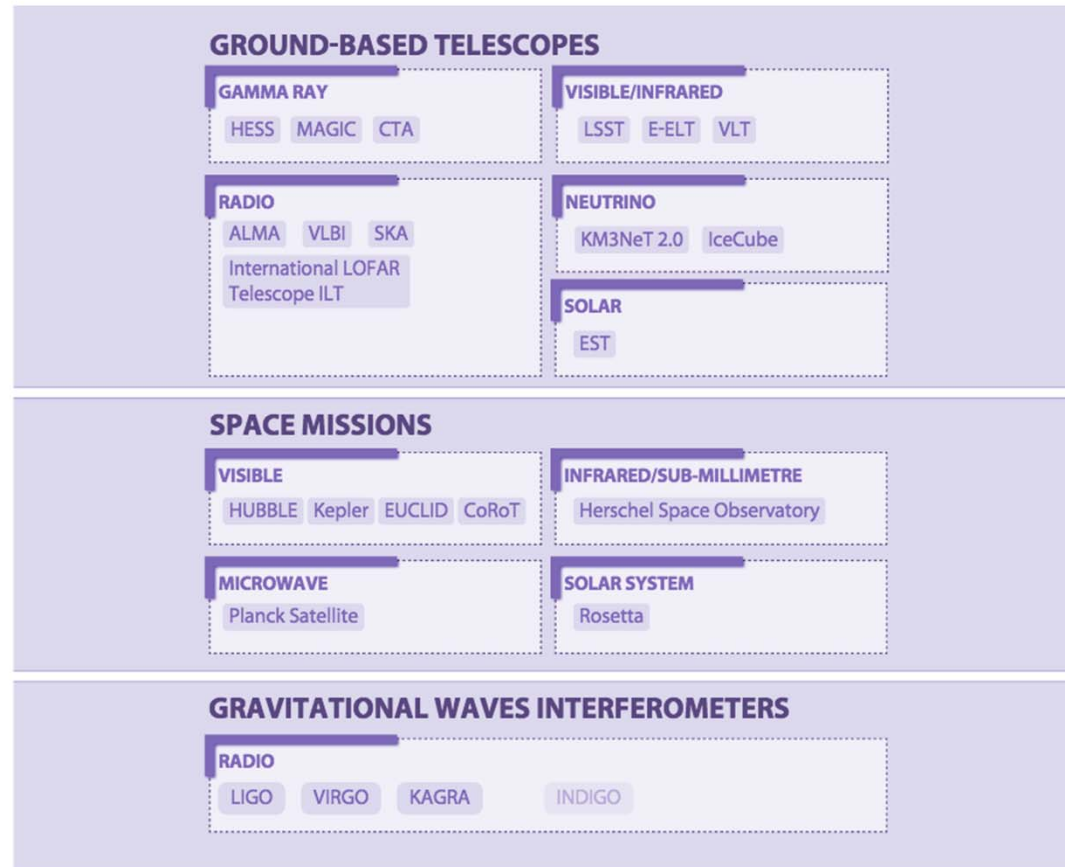 GROUND-BASED TELESCOPES
GAMMA RAY
HESS MAGIC CTA
VISIBLE/INFRARED
LSST E-ELT VLT
RADIO
ALMA VLBI SKA
International LOFAR
Telescope ILT
NEUTRINO
KM3NeT 2.0 IceCube
SOLAR
EST
SPACE MISSIONS
VISIBLE
HUBBLE Kepler EUCLID CoRoT
INFRARED/SUB-MILLIMETRE
Herschel Space Observatory
MICROWAVE
Planck Satellite
SOLAR SYSTEM
Rosetta
GRAVITATIONAL WAVES INTERFEROMETERS
RADIO
LIGO VIRGO KAGRA INDIGO